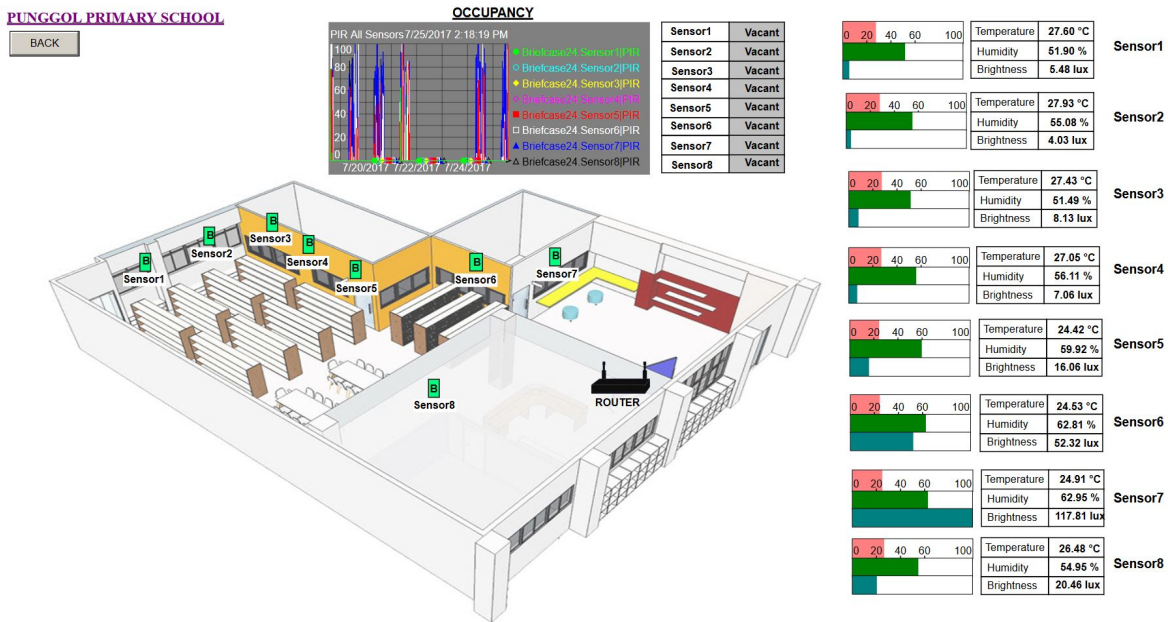 PUNGGOL PRIMARY SCHOOL
BACK
OCCUPANCY
PIR All Sensors 7/25/2017 2:18:19 PM
100
80
60
40
20
0
7/20/2017 7/22/2017 7/24/2017
Briefcase24.Sensor1|PIR
Briefcase24.Sensor2|PIR
Briefcase24.Sensor3|PIR
Briefcase24.Sensor4|PIR
Briefcase24.Sensor5|PIR
Briefcase24.Sensor6|PIR
Briefcase24.Sensor7|PIR
Briefcase24.Sensor8|PIR
Sensor1 Vacant
Sensor2 Vacant
Sensor3 Vacant
Sensor4 Vacant
Sensor5 Vacant
Sensor6 Vacant
Sensor7 Vacant
Sensor8 Vacant
B
Sensor1
B
Sensor2
B
Sensor3
B
Sensor4
B
Sensor5
B
Sensor6
B
Sensor7
B
Sensor8
ROUTER
0 20 40 60 100
Temperature 27.60 °C
Humidity 51.90 %
Brightness 5.48 lux
Sensor1
0 20 40 60 100
Temperature 27.93 °C
Humidity 55.08 %
Brightness 4.03 lux
Sensor2
0 20 40 60 100
Temperature 27.43 °C
Humidity 51.49 %
Brightness 8.13 lux
Sensor3
0 20 40 60 100
Temperature 27.05 °C
Humidity 56.11 %
Brightness 7.06 lux
Sensor4
0 20 40 60 100
Temperature 24.42 °C
Humidity 59.92 %
Brightness 16.06 lux
Sensor5
0 20 40 60 100
Temperature 24.53 °C
Humidity 62.81 %
Brightness 52.32 lux
Sensor6
0 20 40 60 100
Temperature 24.91 °C
Humidity 62.95 %
Brightness 117.81 lux
Sensor7
0 20 40 60 100
Temperature 26.48 °C
Humidity 54.95 %
Brightness 20.46 lux
Sensor8